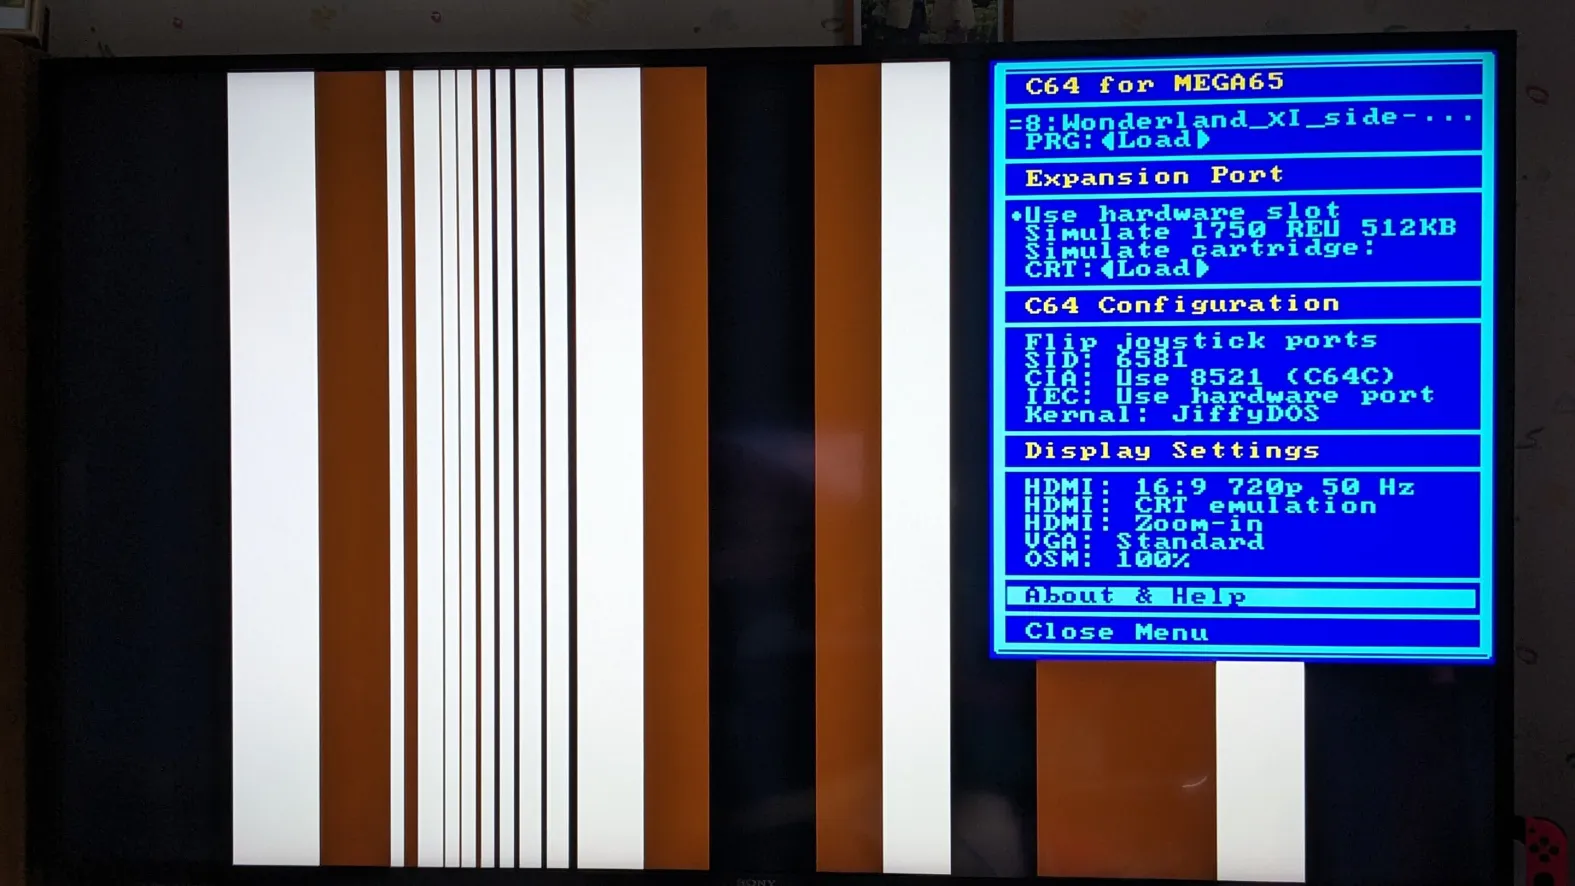 C64 for MEGA65
=8:Wonderland_XI_side-...
PRG:◀Load▶
Expansion Port
•Use hardware slot
Simulate 1750 REU 512KB
Simulate cartridge:
CRT:◀Load▶
C64 Configuration
Flip joystick ports
SID: 6581
CIA: Use 8521 (C64C)
IEC: Use hardware port
Kernal: JiffyDOS
Display Settings
HDMI: 16:9 720p 50 Hz
HDMI: CRT emulation
HDMI: Zoom-in
VGA: Standard
OSM: 100%
About & Help
Close Menu
SONY